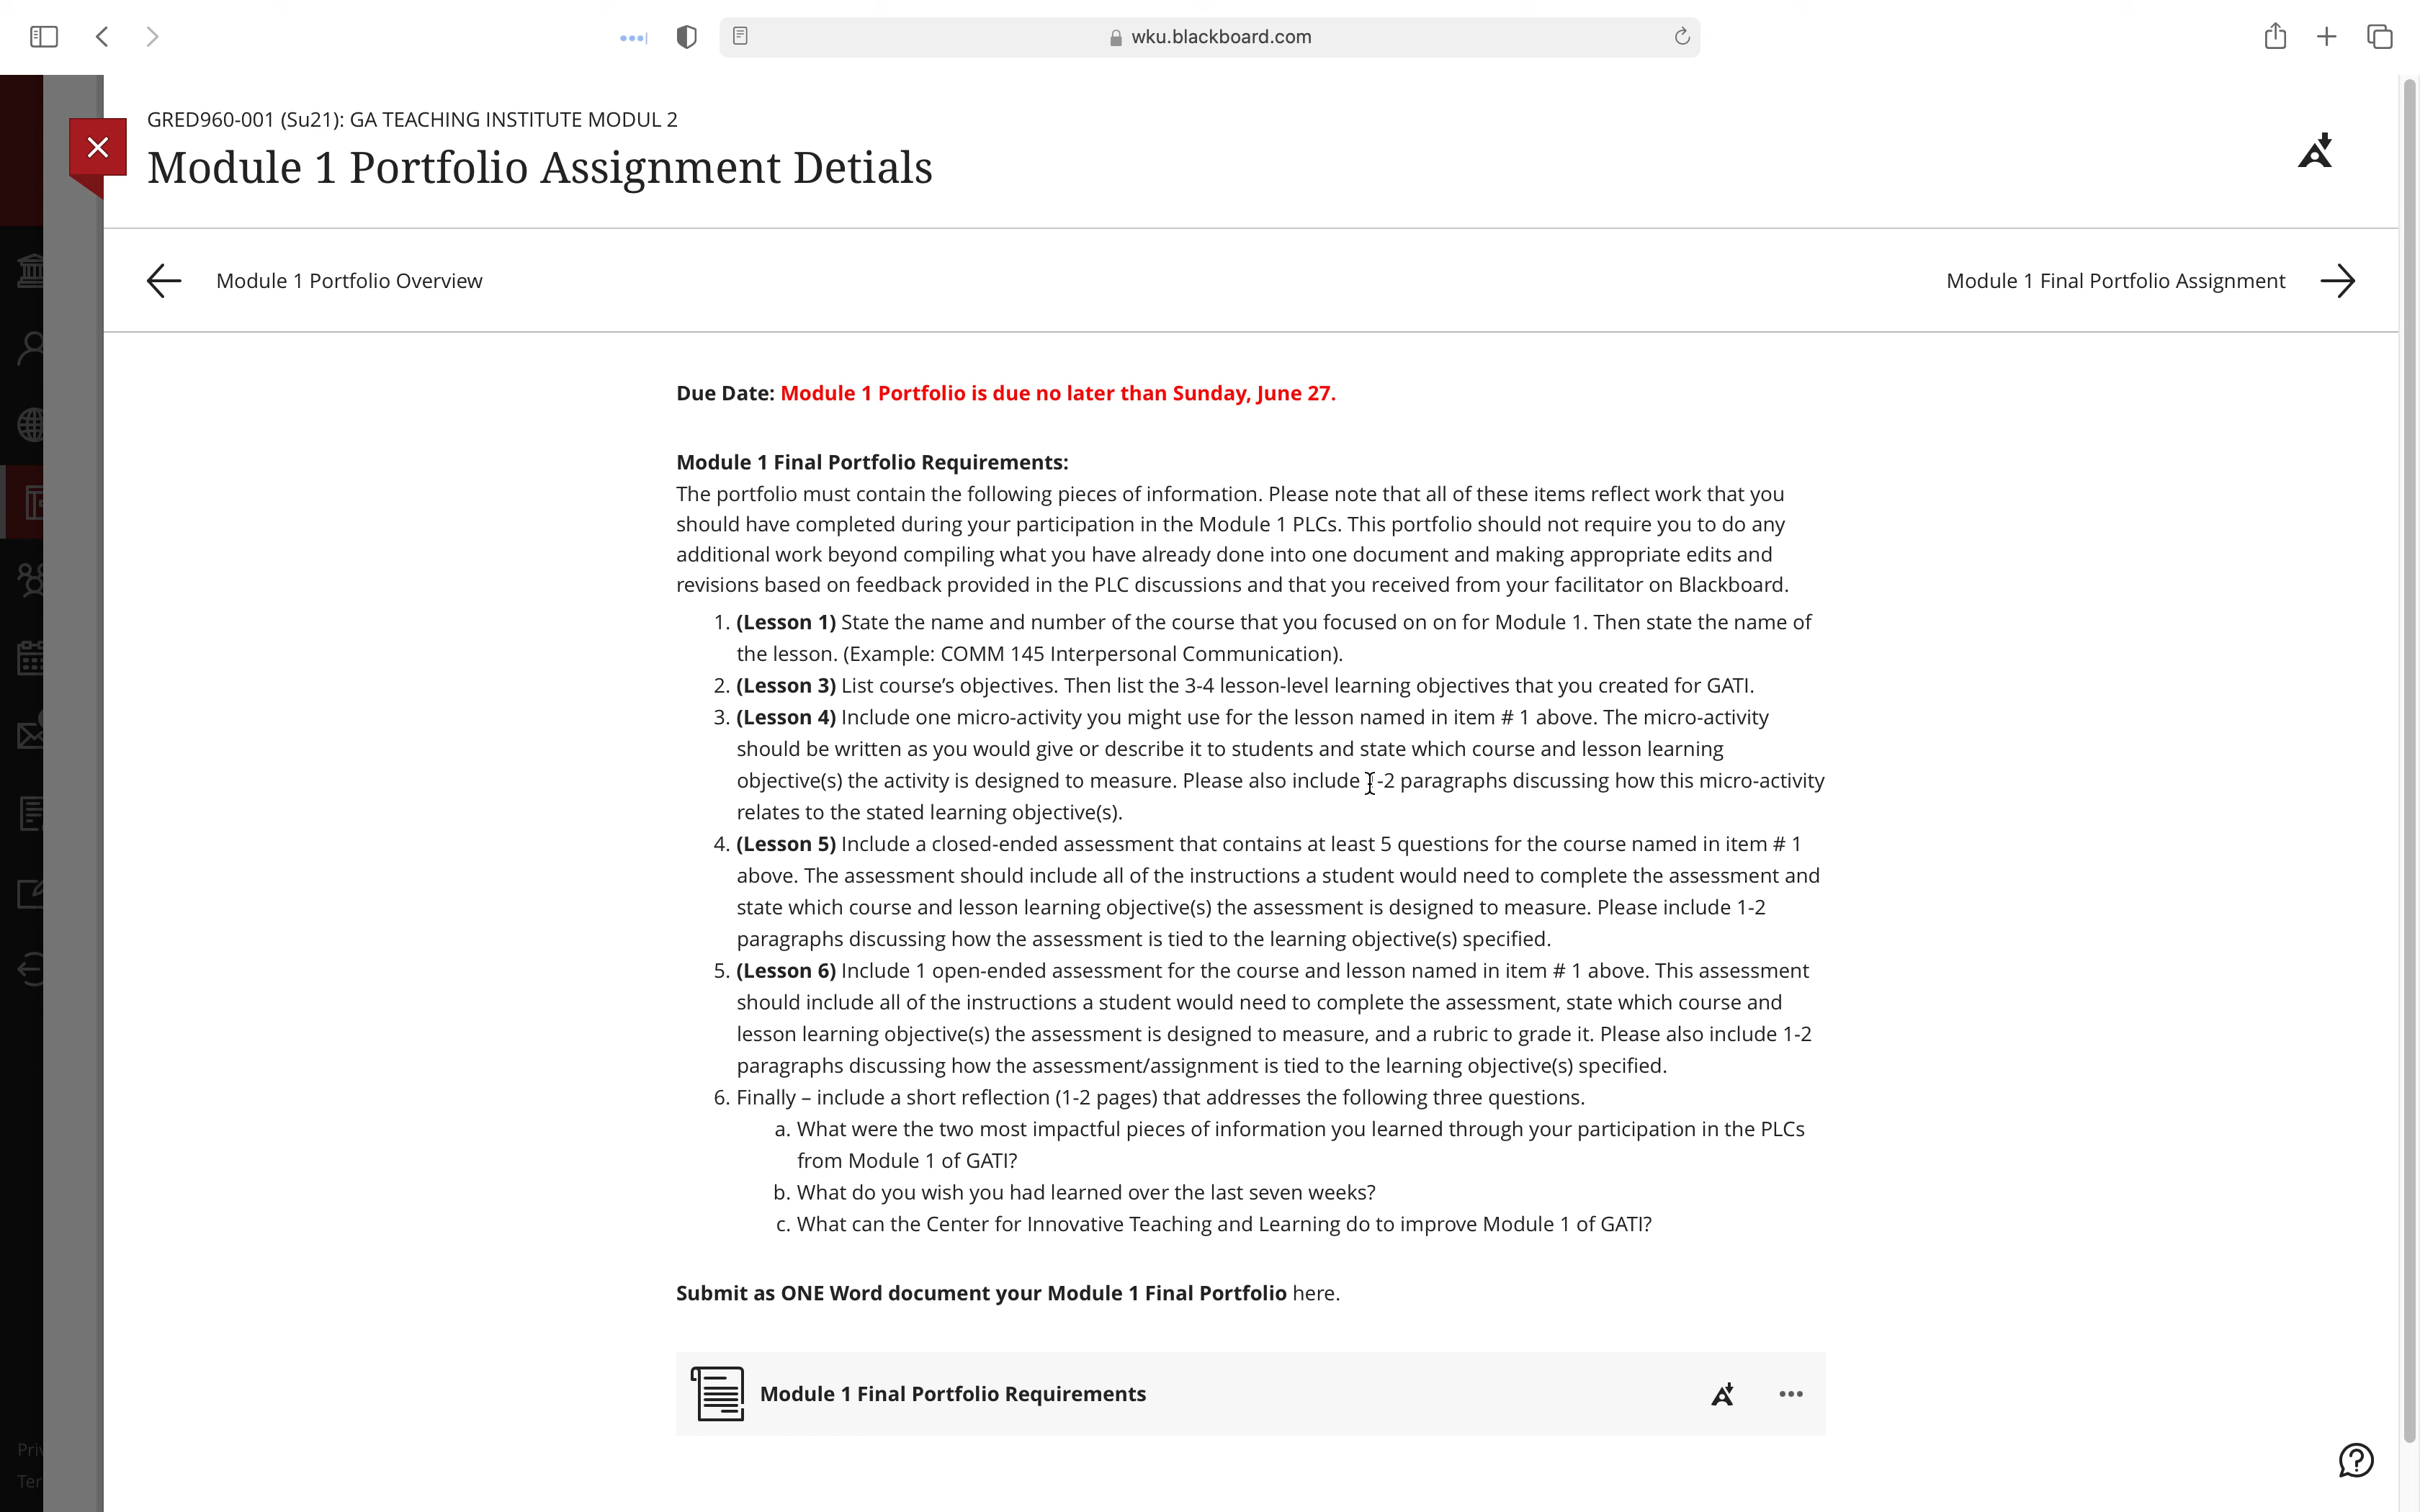 wku.blackboard.com
GRED960-001 (Su21): GA TEACHING INSTITUTE MODUL 2
Module 1 Portfolio Assignment Detials
Module 1 Portfolio Overview
Module 1 Final Portfolio Assignment
Due Date: Module 1 Portfolio is due no later than Sunday, June 27.
Module 1 Final Portfolio Requirements:
The portfolio must contain the following pieces of information. Please note that all of these items reflect work that you
should have completed during your participation in the Module 1 PLCs. This portfolio should not require you to do any
additional work beyond compiling what you have already done into one document and making appropriate edits and
revisions based on feedback provided in the PLC discussions and that you received from your facilitator on Blackboard.
1. (Lesson 1) State the name and number of the course that you focused on on for Module 1. Then state the name of
the lesson. (Example: COMM 145 Interpersonal Communication).
2. (Lesson 3) List course’s objectives. Then list the 3-4 lesson-level learning objectives that you created for GATI.
3. (Lesson 4) Include one micro-activity you might use for the lesson named in item # 1 above. The micro-activity
should be written as you would give or describe it to students and state which course and lesson learning
objective(s) the activity is designed to measure. Please also include -2 paragraphs discussing how this micro-activity
relates to the stated learning objective(s).
4. (Lesson 5) Include a closed-ended assessment that contains at least 5 questions for the course named in item # 1
above. The assessment should include all of the instructions a student would need to complete the assessment and
state which course and lesson learning objective(s) the assessment is designed to measure. Please include 1-2
paragraphs discussing how the assessment is tied to the learning objective(s) specified.
5. (Lesson 6) Include 1 open-ended assessment for the course and lesson named in item # 1 above. This assessment
should include all of the instructions a student would need to complete the assessment, state which course and
lesson learning objective(s) the assessment is designed to measure, and a rubric to grade it. Please also include 1-2
paragraphs discussing how the assessment/assignment is tied to the learning objective(s) specified.
6. Finally – include a short reflection (1-2 pages) that addresses the following three questions.
a. What were the two most impactful pieces of information you learned through your participation in the PLCs
from Module 1 of GATI?
b. What do you wish you had learned over the last seven weeks?
c. What can the Center for Innovative Teaching and Learning do to improve Module 1 of GATI?
Submit as ONE Word document your Module 1 Final Portfolio here.
Module 1 Final Portfolio Requirements
Priv
Ter